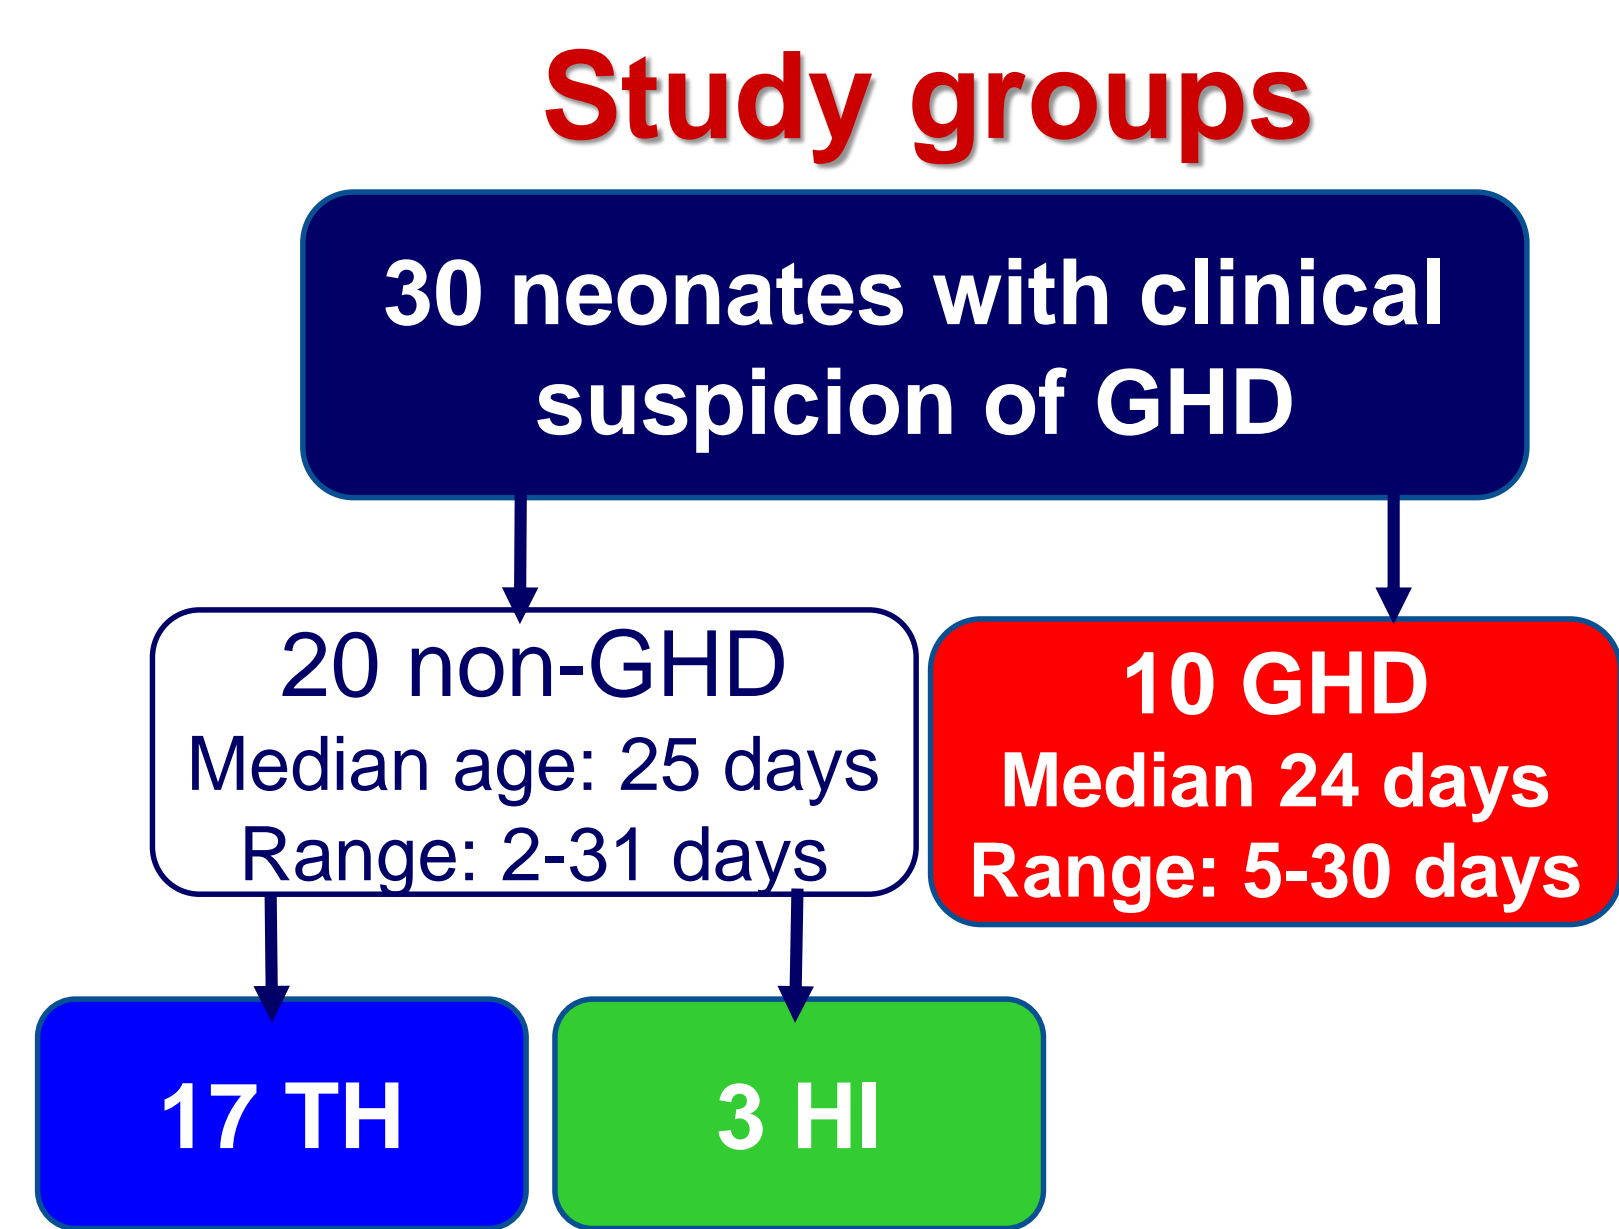 Study groups
30 neonates with clinical
suspicion of GHD
20 non-GHD
Median age: 25 days
Range: 2-31 days
10 GHD
Median 24 days
Range: 5-30 days
17 TH
3 HI